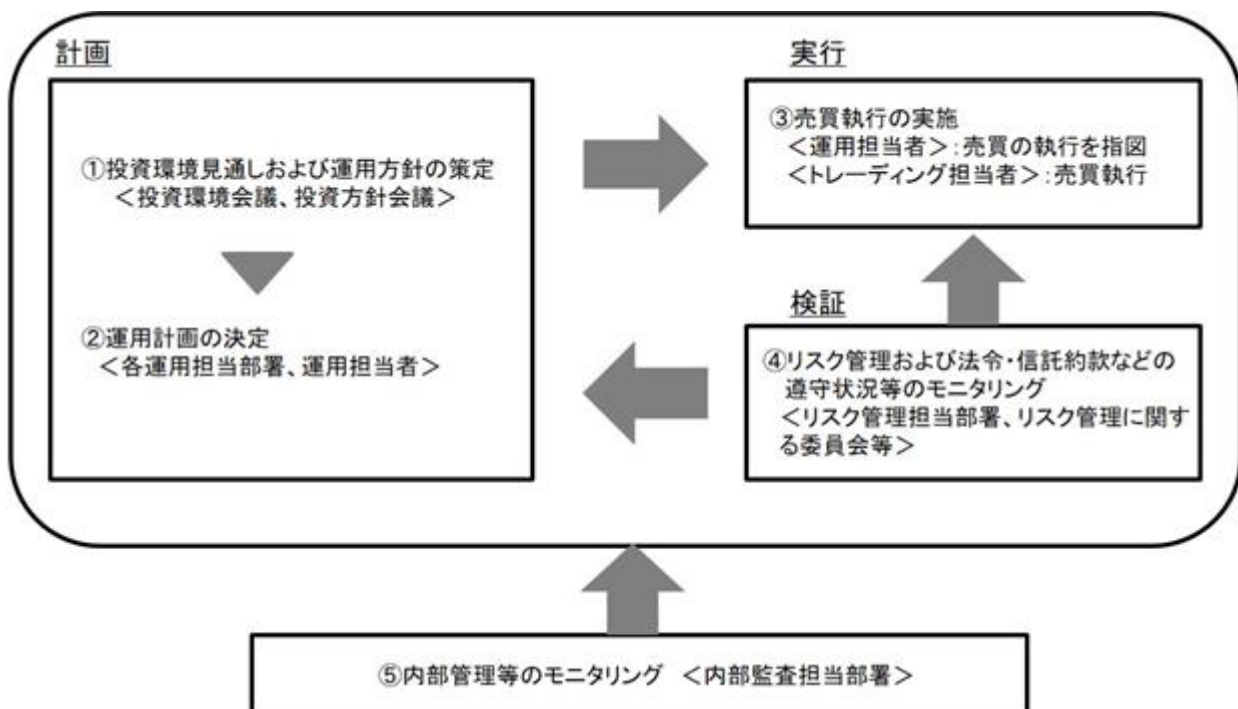 計画
①投資環境見通しおよび運用方針の策定
＜投資環境会議、投資方針会議＞
②運用計画の決定
＜各運用担当部署、運用担当者＞
実行
③売買執行の実施
＜運用担当者＞：売買の執行を指図
＜トレーディング担当者＞：売買執行
検証
④リスク管理および法令・信託約款などの
遵守状況等のモニタリング
＜リスク管理担当部署、リスク管理に関す
る委員会等＞
⑤内部管理等のモニタリング　＜内部監査担当部署＞